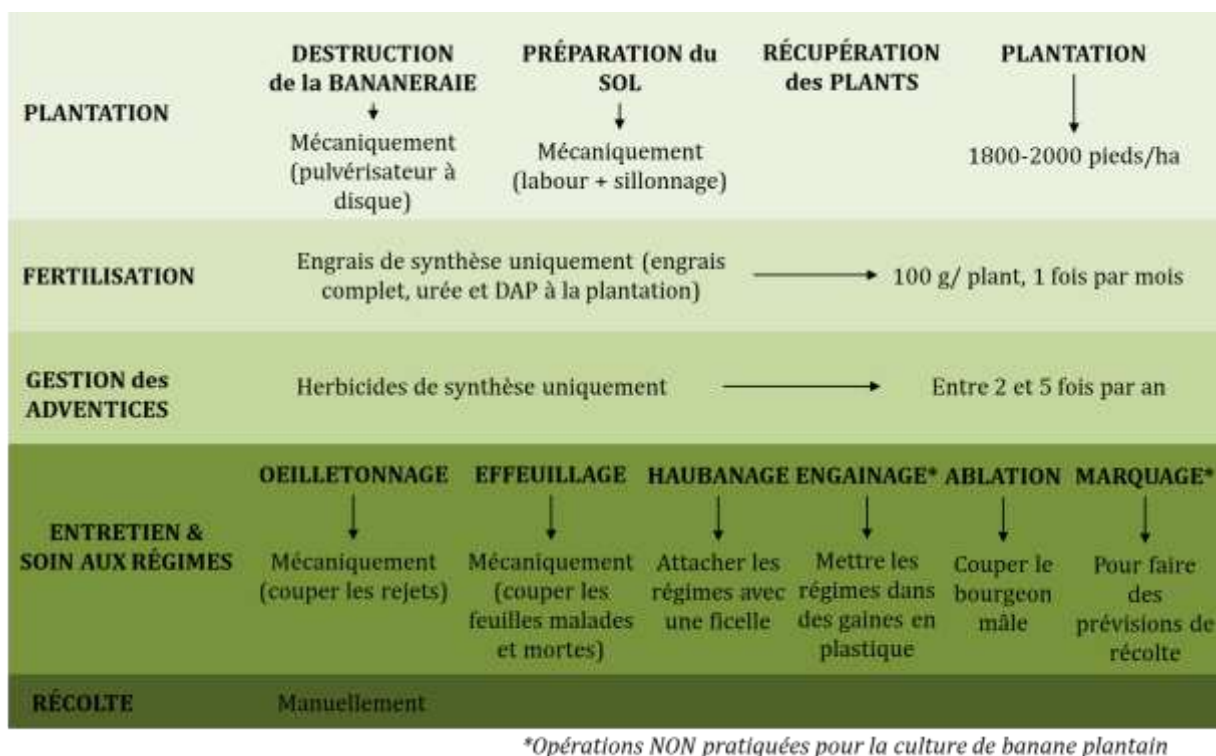 PLANTATION
DESTRUCTION
de la BANANERAIE
Mécaniquement
(pulvérisateur à
disque)
PRÉPARATION du
SOL
Mécaniquement
(labour + sillonnage)
RÉCUPÉRATION
des PLANTS
PLANTATION
1800-2000 pieds/ha
FERTILISATION
Engrais de synthèse uniquement (engrais
complet, urée et DAP à la plantation)
100 g/ plant, 1 fois par mois
GESTION des
ADVENTICES
Herbicides de synthèse uniquement
Entre 2 et 5 fois par an
ENTRETIEN &
SOIN AUX RÉGIMES
OEILLETONNAGE
Mécaniquement
(couper les rejets)
EFFEUILLAGE
Mécaniquement
(couper les
feuilles malades
et mortes)
HAUBANAGE
Attacher les
régimes avec
une ficelle
ENGAINAGE*
Mettre les
régimes dans
des gaines en
plastique
ABLATION
Couper le
bourgeon
mâle
MARQUAGE*
Pour faire
des
prévisions de
récolte
RÉCOLTE
Manuellement
*Opérations NON pratiquées pour la culture de banane plantain